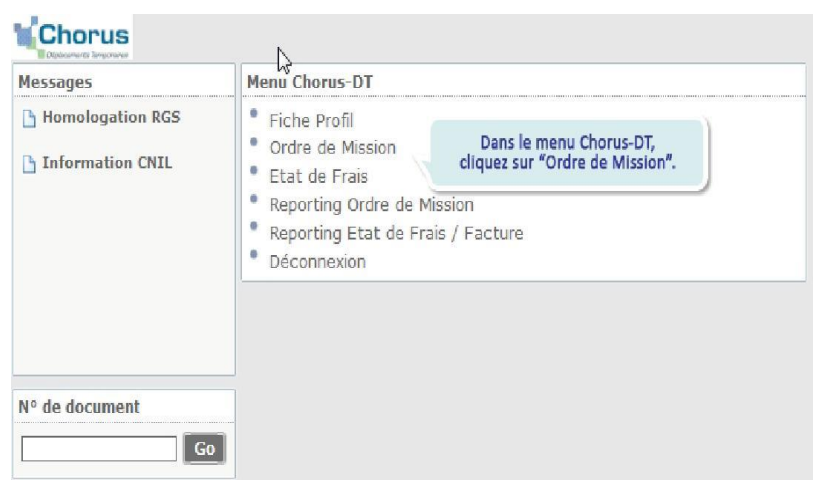 Chorus
Déplacements Temporaires
Messages
Homologation RGS
Information CNIL
Menu Chorus-DT
Fiche Profil
Ordre de Mission
Etat de Frais
Reporting Ordre de Mission
Reporting Etat de Frais / Facture
Déconnexion
Dans le menu Chorus-DT,
cliquez sur "Ordre de Mission".
N° de document
Go